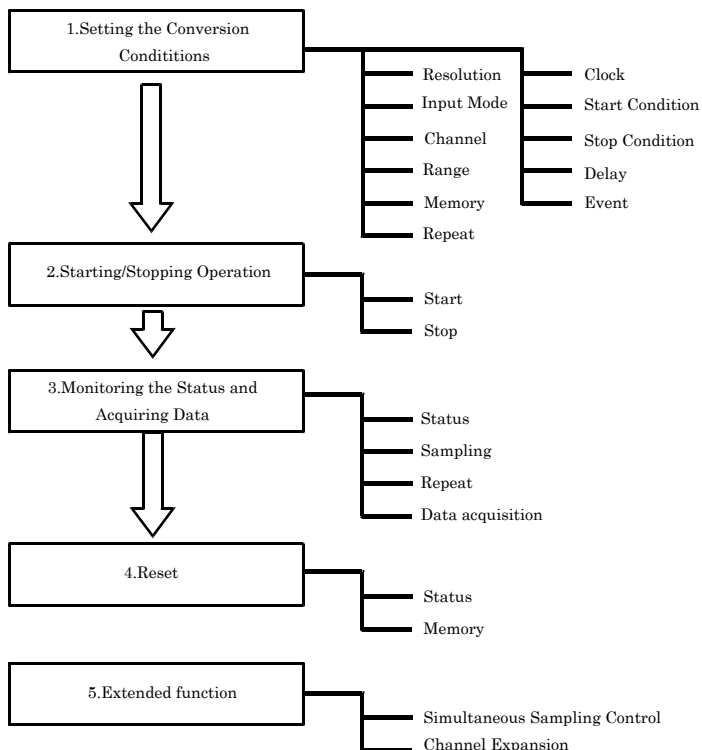 1.Setting the Conversion
Condititions
Resolution
Input Mode
Channel
Range
Memory
Repeat
Clock
Start Condition
Stop Condition
Delay
Event
2.Starting/Stopping Operation
Start
Stop
3.Monitoring the Status and
Acquiring Data
Status
Sampling
Repeat
Data acquisition
4.Reset
Status
Memory
5.Extended function
Simultaneous Sampling Control
Channel Expansion